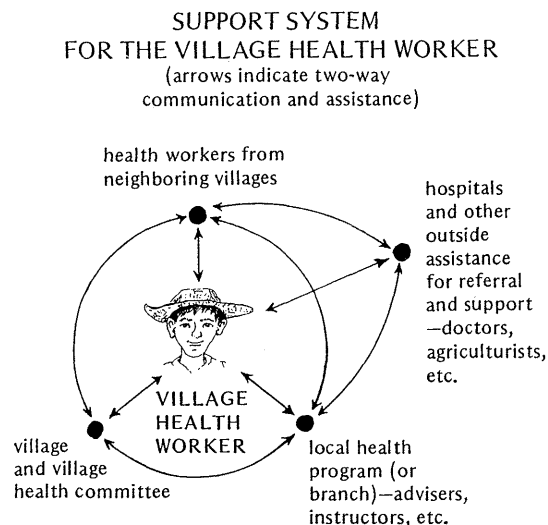 SUPPORT SYSTEM
FOR THE VILLAGE HEALTH WORKER
(arrows indicate two-way
communication and assistance)
health workers from
neighboring villages
hospitals
and other
outside
assistance
for referral
and support
—doctors,
agriculturists,
etc.
VILLAGE
HEALTH
WORKER
village
and village
health committee
local health
program (or
branch)—advisers,
instructors, etc.